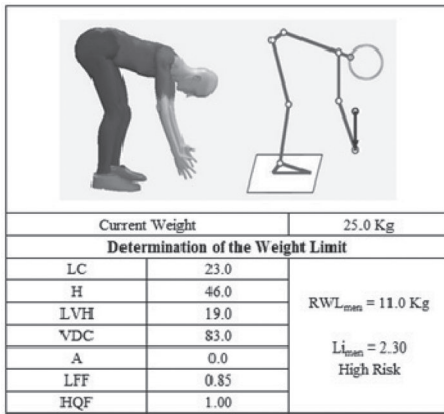 Current Weight 25.0 Kg
Determination of the Weight Limit
LC 23.0
H 46.0
RWLmen = 11.0 Kg
LVH 19.0
VDC 83.0
Limen = 2.30
A 0.0
High Risk
LFF 0.85
HQF 1.00